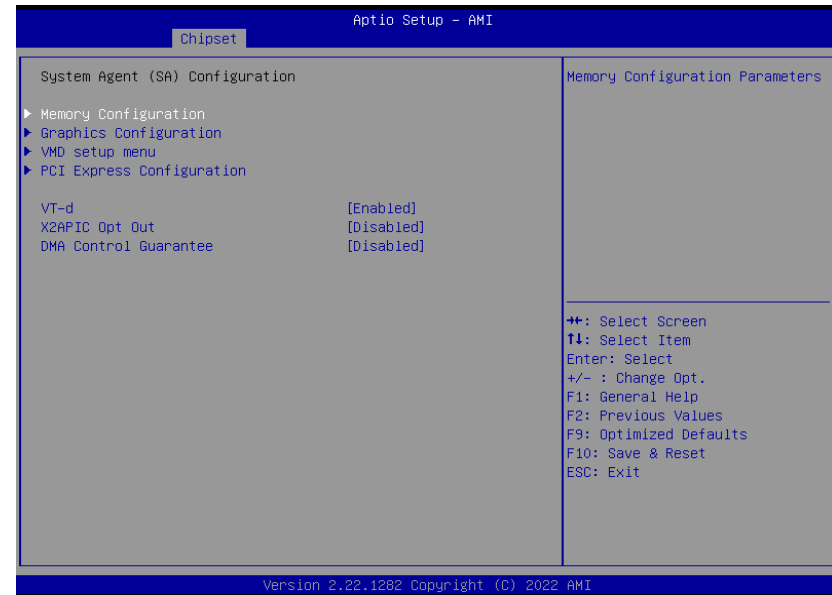 Aptio Setup – AMI
Chipset
System Agent (SA) Configuration
Memory Configuration
Graphics Configuration
VMD setup menu
PCI Express Configuration
VT-d [Enabled]
X2APIC Opt Out [Disabled]
DMA Control Guarantee [Disabled]
Memory Configuration Parameters
→←: Select Screen
↑↓: Select Item
Enter: Select
+/- : Change Opt.
F1: General Help
F2: Previous Values
F9: Optimized Defaults
F10: Save & Reset
ESC: Exit
Version 2.22.1282 Copyright (C) 2022 AMI